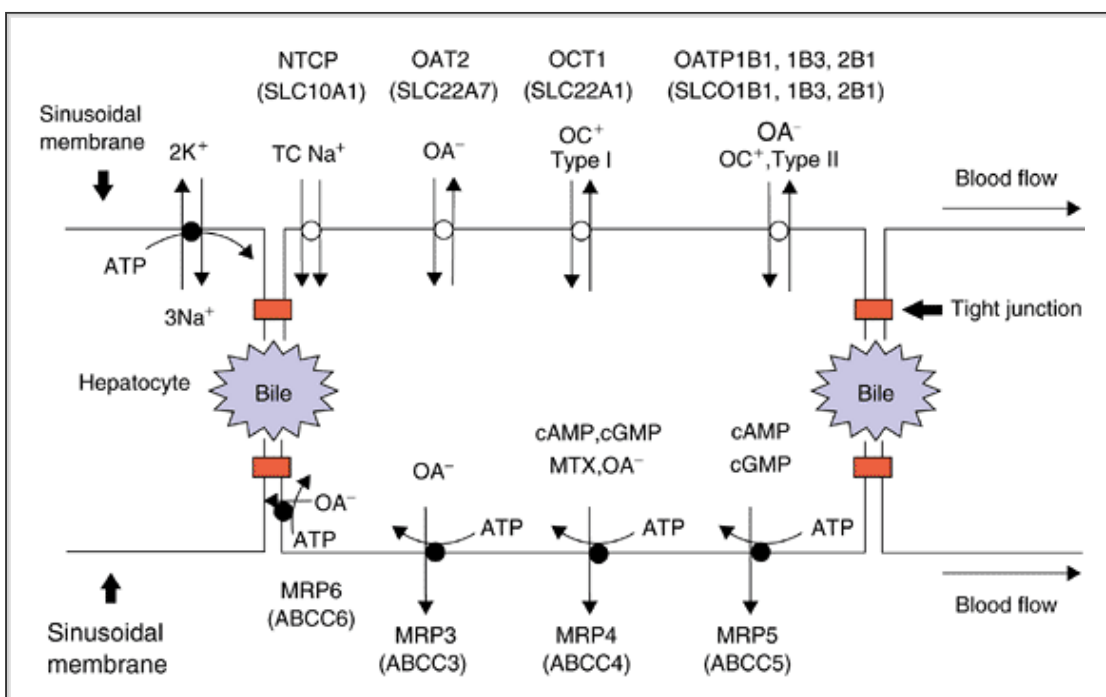 NTCP
(SLC10A1)
OAT2
(SLC22A7)
OCT1
(SLC22A1)
OATP1B1, 1B3, 2B1
(SLCO1B1, 1B3, 2B1)
Sinusoidal
membrane
2K⁺
TC Na⁺
OA⁻
OC⁺
Type I
OA⁻
OC⁺,Type II
Blood flow
ATP
3Na⁺
Tight junction
Hepatocyte
Bile
Bile
OA⁻
ATP
OA⁻
ATP
cAMP,cGMP
MTX,OA⁻
ATP
cAMP
cGMP
ATP
MRP6
(ABCC6)
MRP3
(ABCC3)
MRP4
(ABCC4)
MRP5
(ABCC5)
Blood flow
Sinusoidal
membrane